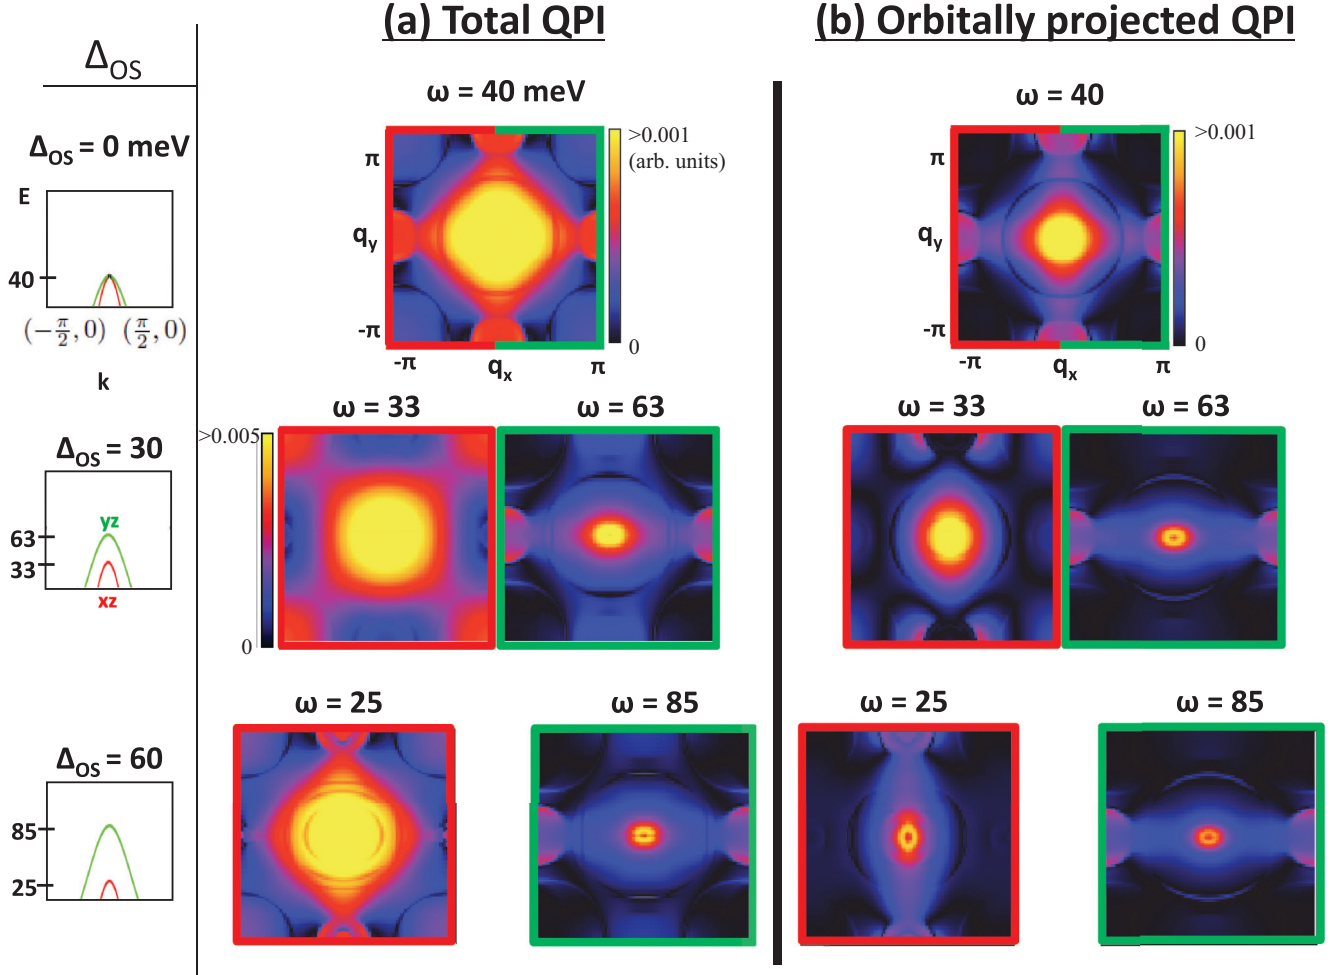 (a) Total QPI
(b) Orbitally projected QPI
Δ_OS
ω = 40 meV
ω = 40
Δ_OS = 0 meV
E
40
(-π/2, 0) (π/2, 0)
k
π
q_y
-π
-π
q_x
π
>0.001
(arb. units)
0
π
q_y
-π
-π
q_x
π
>0.001
0
Δ_OS = 30
yz
63
33
xz
ω = 33
ω = 63
>0.005
0
ω = 33
ω = 63
Δ_OS = 60
85
25
ω = 25
ω = 85
ω = 25
ω = 85